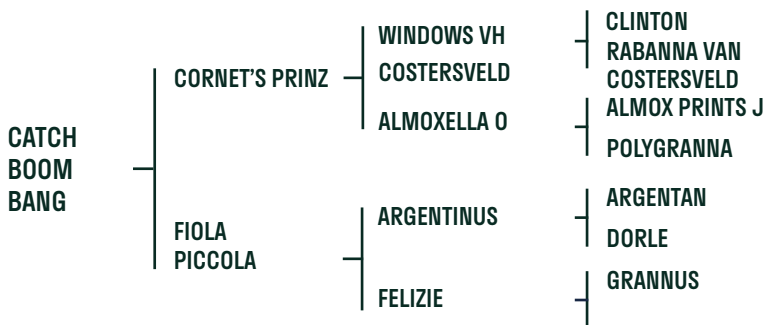 CATCH
BOOM
BANG
CORNET'S PRINZ
FIOLA
PICCOLA
WINDOWS VH
COSTERSVELD
ALMOXELLA O
ARGENTINUS
FELIZIE
CLINTON
RABANNA VAN
COSTERSVELD
ALMOX PRINTS J
POLYGRANNA
ARGENTAN
DORLE
GRANNUS